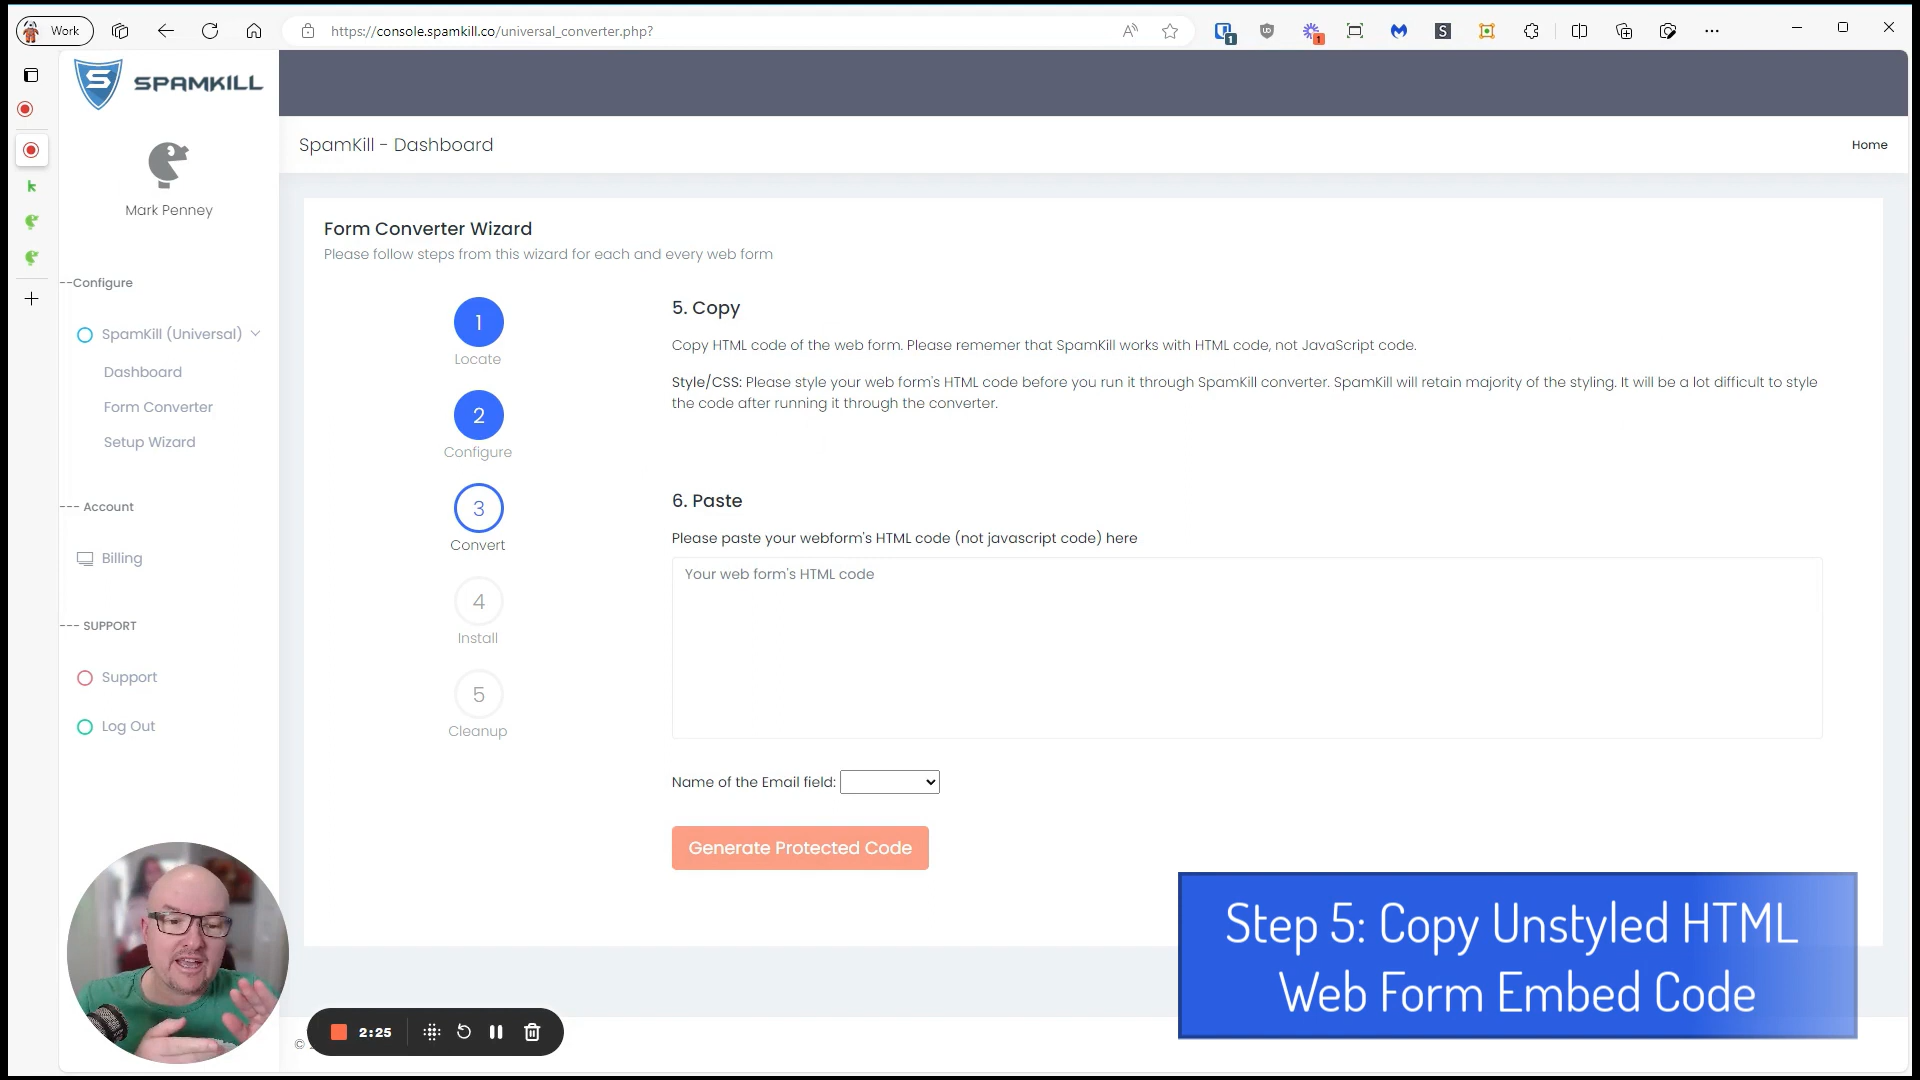 Work
https://console.spamkill.co/universal_converter.php?
SPAMKILL
SpamKill - Dashboard
Home
Mark Penney
Form Converter Wizard
Please follow steps from this wizard for each and every web form
--Configure
SpamKill (Universal)
Dashboard
Form Converter
Setup Wizard
--- Account
Billing
--- SUPPORT
Support
Log Out
1
Locate
2
Configure
3
Convert
4
Install
5
Cleanup
5. Copy
Copy HTML code of the web form. Please rememer that SpamKill works with HTML code, not JavaScript code.
Style/CSS: Please style your web form's HTML code before you run it through SpamKill converter. SpamKill will retain majority of the styling. It will be a lot difficult to style
the code after running it through the converter.
6. Paste
Please paste your webform's HTML code (not javascript code) here
Your web form's HTML code
Name of the Email field:
Generate Protected Code
Step 5: Copy Unstyled HTML
Web Form Embed Code
2:25
©